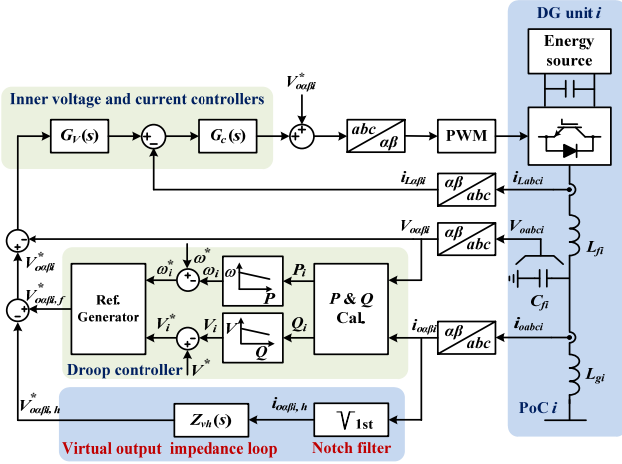 DG unit i
Energy
source
Inner voltage and current controllers
V*oαβi
GV(s)
Gc(s)
abc
αβ
PWM
iLαβi
αβ
abc
iLabci
Voαβi
αβ
abc
Voabci
Lfi
Cfi
V*oαβi
V*oαβi, f
Ref.
Generator
ω*
ω*i
ωi
ω
P
Pi
P & Q
Cal.
V*i
Vi
V
Q
Qi
V*
Droop controller
ioαβi
αβ
abc
ioabci
Lgi
PoC i
V*oαβi, h
Zvh(s)
ioαβi, h
1st
Virtual output impedance loop
Notch filter